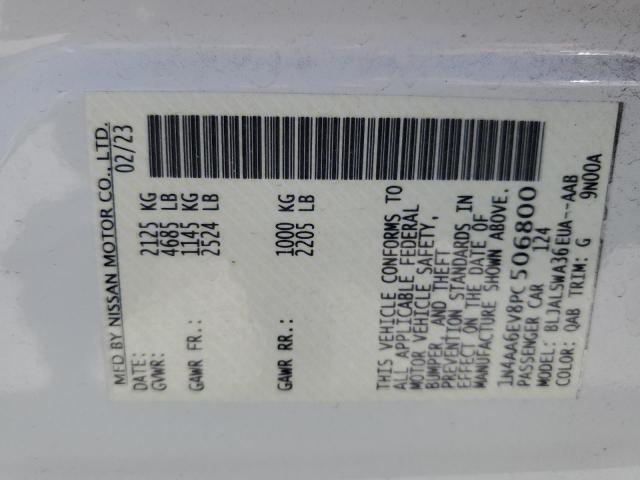 MFD BY NISSAN MOTOR CO., LTD.
DATE: 02/23
GVWR: 2125 KG
4685 LB
GAWR FR.: 1145 KG
2524 LB
GAWR RR.: 1000 KG
2205 LB
THIS VEHICLE CONFORMS TO
ALL APPLICABLE FEDERAL
MOTOR VEHICLE SAFETY,
BUMPER, AND THEFT
PREVENTION STANDARDS IN
EFFECT ON THE DATE OF
MANUFACTURE SHOWN ABOVE.
1N4AA6EV8PC506800
PASSENGER CAR 124
MODEL: BLJALSWA36EUA--AAB
COLOR: QAB TRIM: G 9N00A